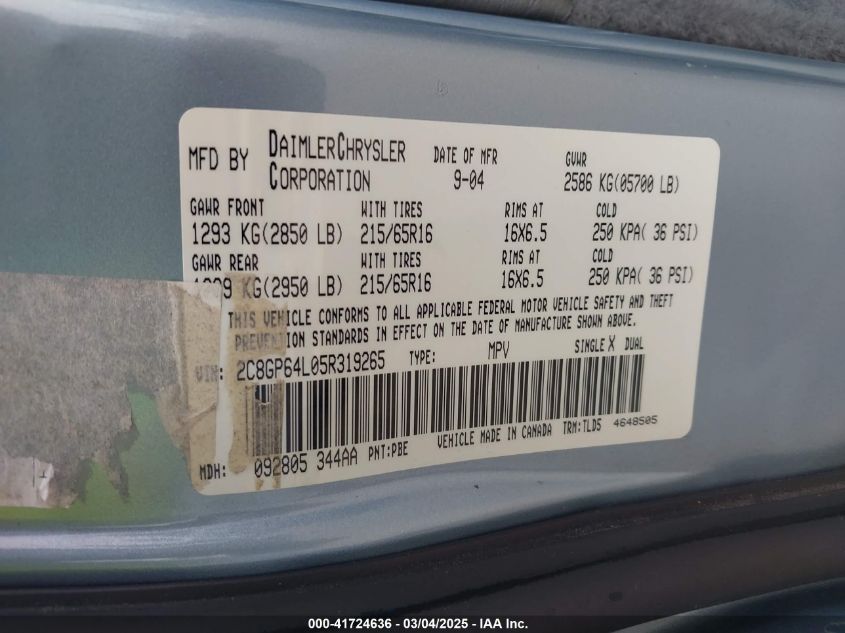 MFD BY DAIMLERCHRYSLER CORPORATION DATE OF MFR 9-04 GVWR 2586 KG(05700 LB)
GAWR FRONT WITH TIRES RIMS AT COLD
1293 KG(2850 LB) 215/65R16 16X6.5 250 KPA( 36 PSI)
GAWR REAR WITH TIRES RIMS AT COLD
KG(2950 LB) 215/65R16 16X6.5 250 KPA( 36 PSI)
THIS VEHICLE CONFORMS TO ALL APPLICABLE FEDERAL MOTOR VEHICLE SAFETY AND THEFT
PREVENTION STANDARDS IN EFFECT ON THE DATE OF MANUFACTURE SHOWN ABOVE.
VIN: 2C8GP64L05R319265 TYPE: MPV SINGLE X DUAL
MDH: 092805 344AA PNT:PBE VEHICLE MADE IN CANADA TRM:TLD5 4648505
000-41724636 - 03/04/2025 - IAA Inc.